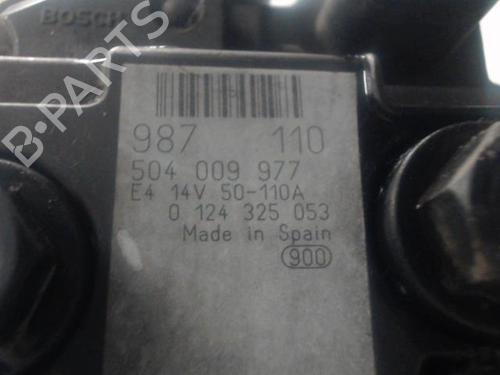 BOSCH
987 110
504 009 977
E4 14V 50-110A
0 124 325 053
Made in Spain
900
B-PARTS